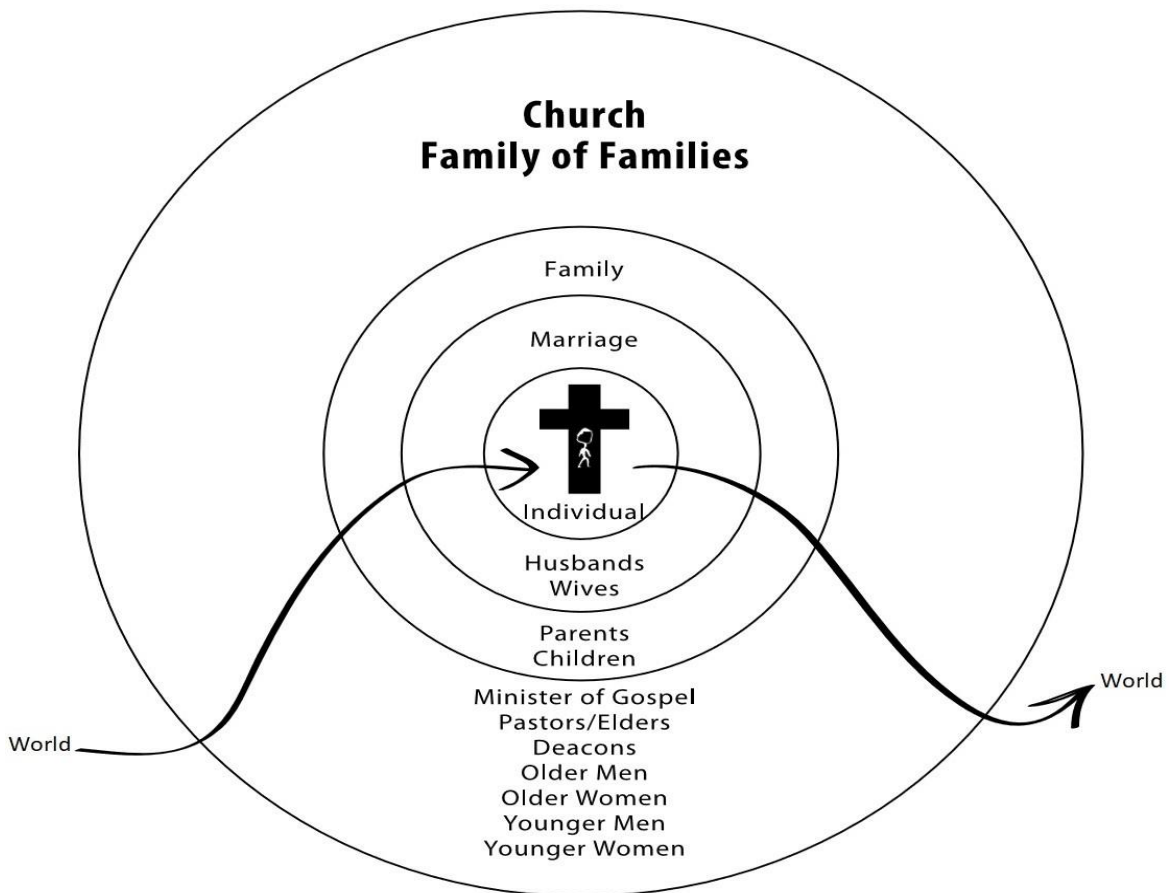 Church
Family of Families
Family
Marriage
Individual
Husbands
Wives
Parents
Children
Minister of Gospel
Pastors/Elders
Deacons
Older Men
Older Women
Younger Men
Younger Women
World
World